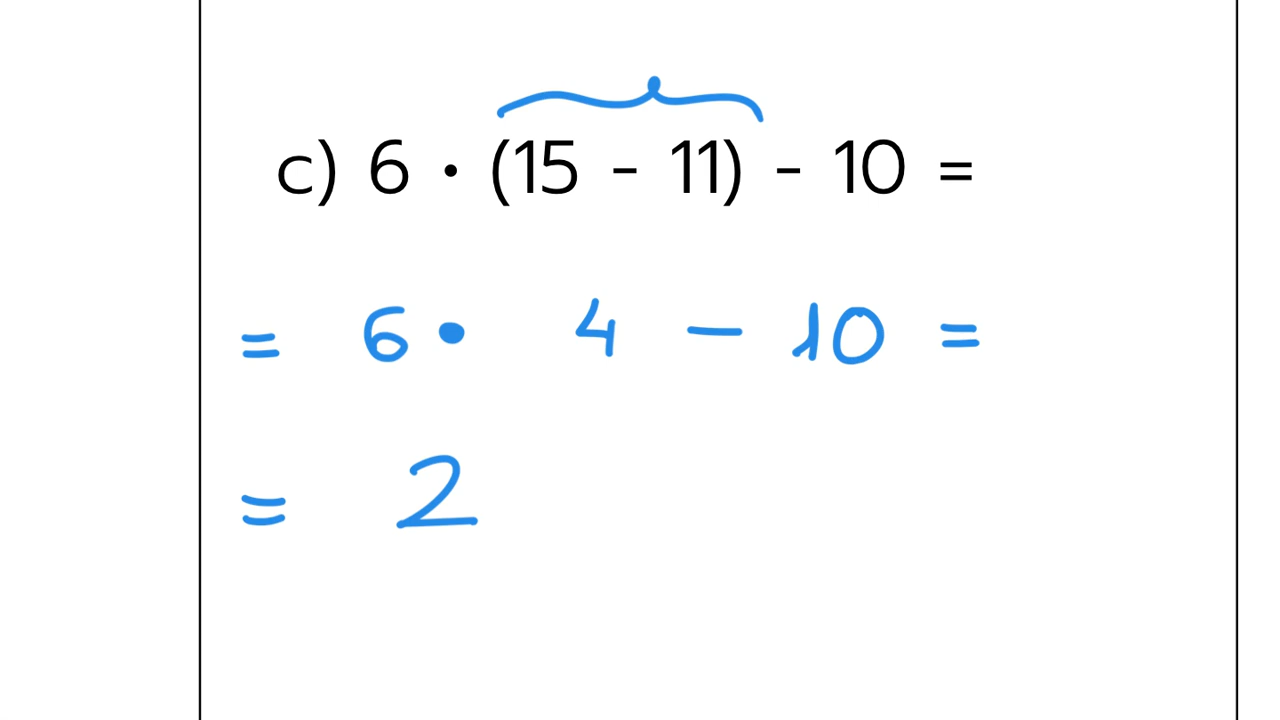 c) 6 · (15 - 11) - 10 =
= 6 · 4 - 10 =
= 2